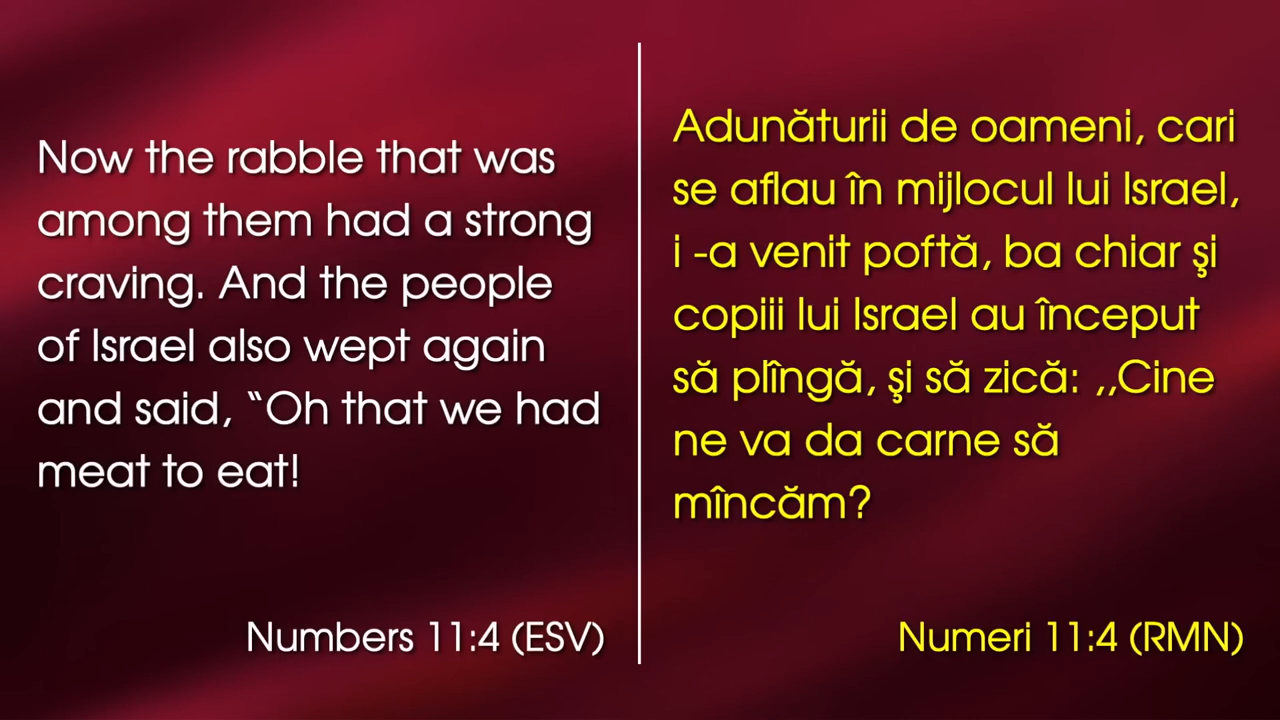 Now the rabble that was
among them had a strong
craving. And the people
of Israel also wept again
and said, “Oh that we had
meat to eat!
Numbers 11:4 (ESV)
Adunăturii de oameni, cari
se aflau în mijlocul lui Israel,
i -a venit poftă, ba chiar şi
copiii lui Israel au început
să plîngă, şi să zică: ,,Cine
ne va da carne să
mîncăm?
Numeri 11:4 (RMN)